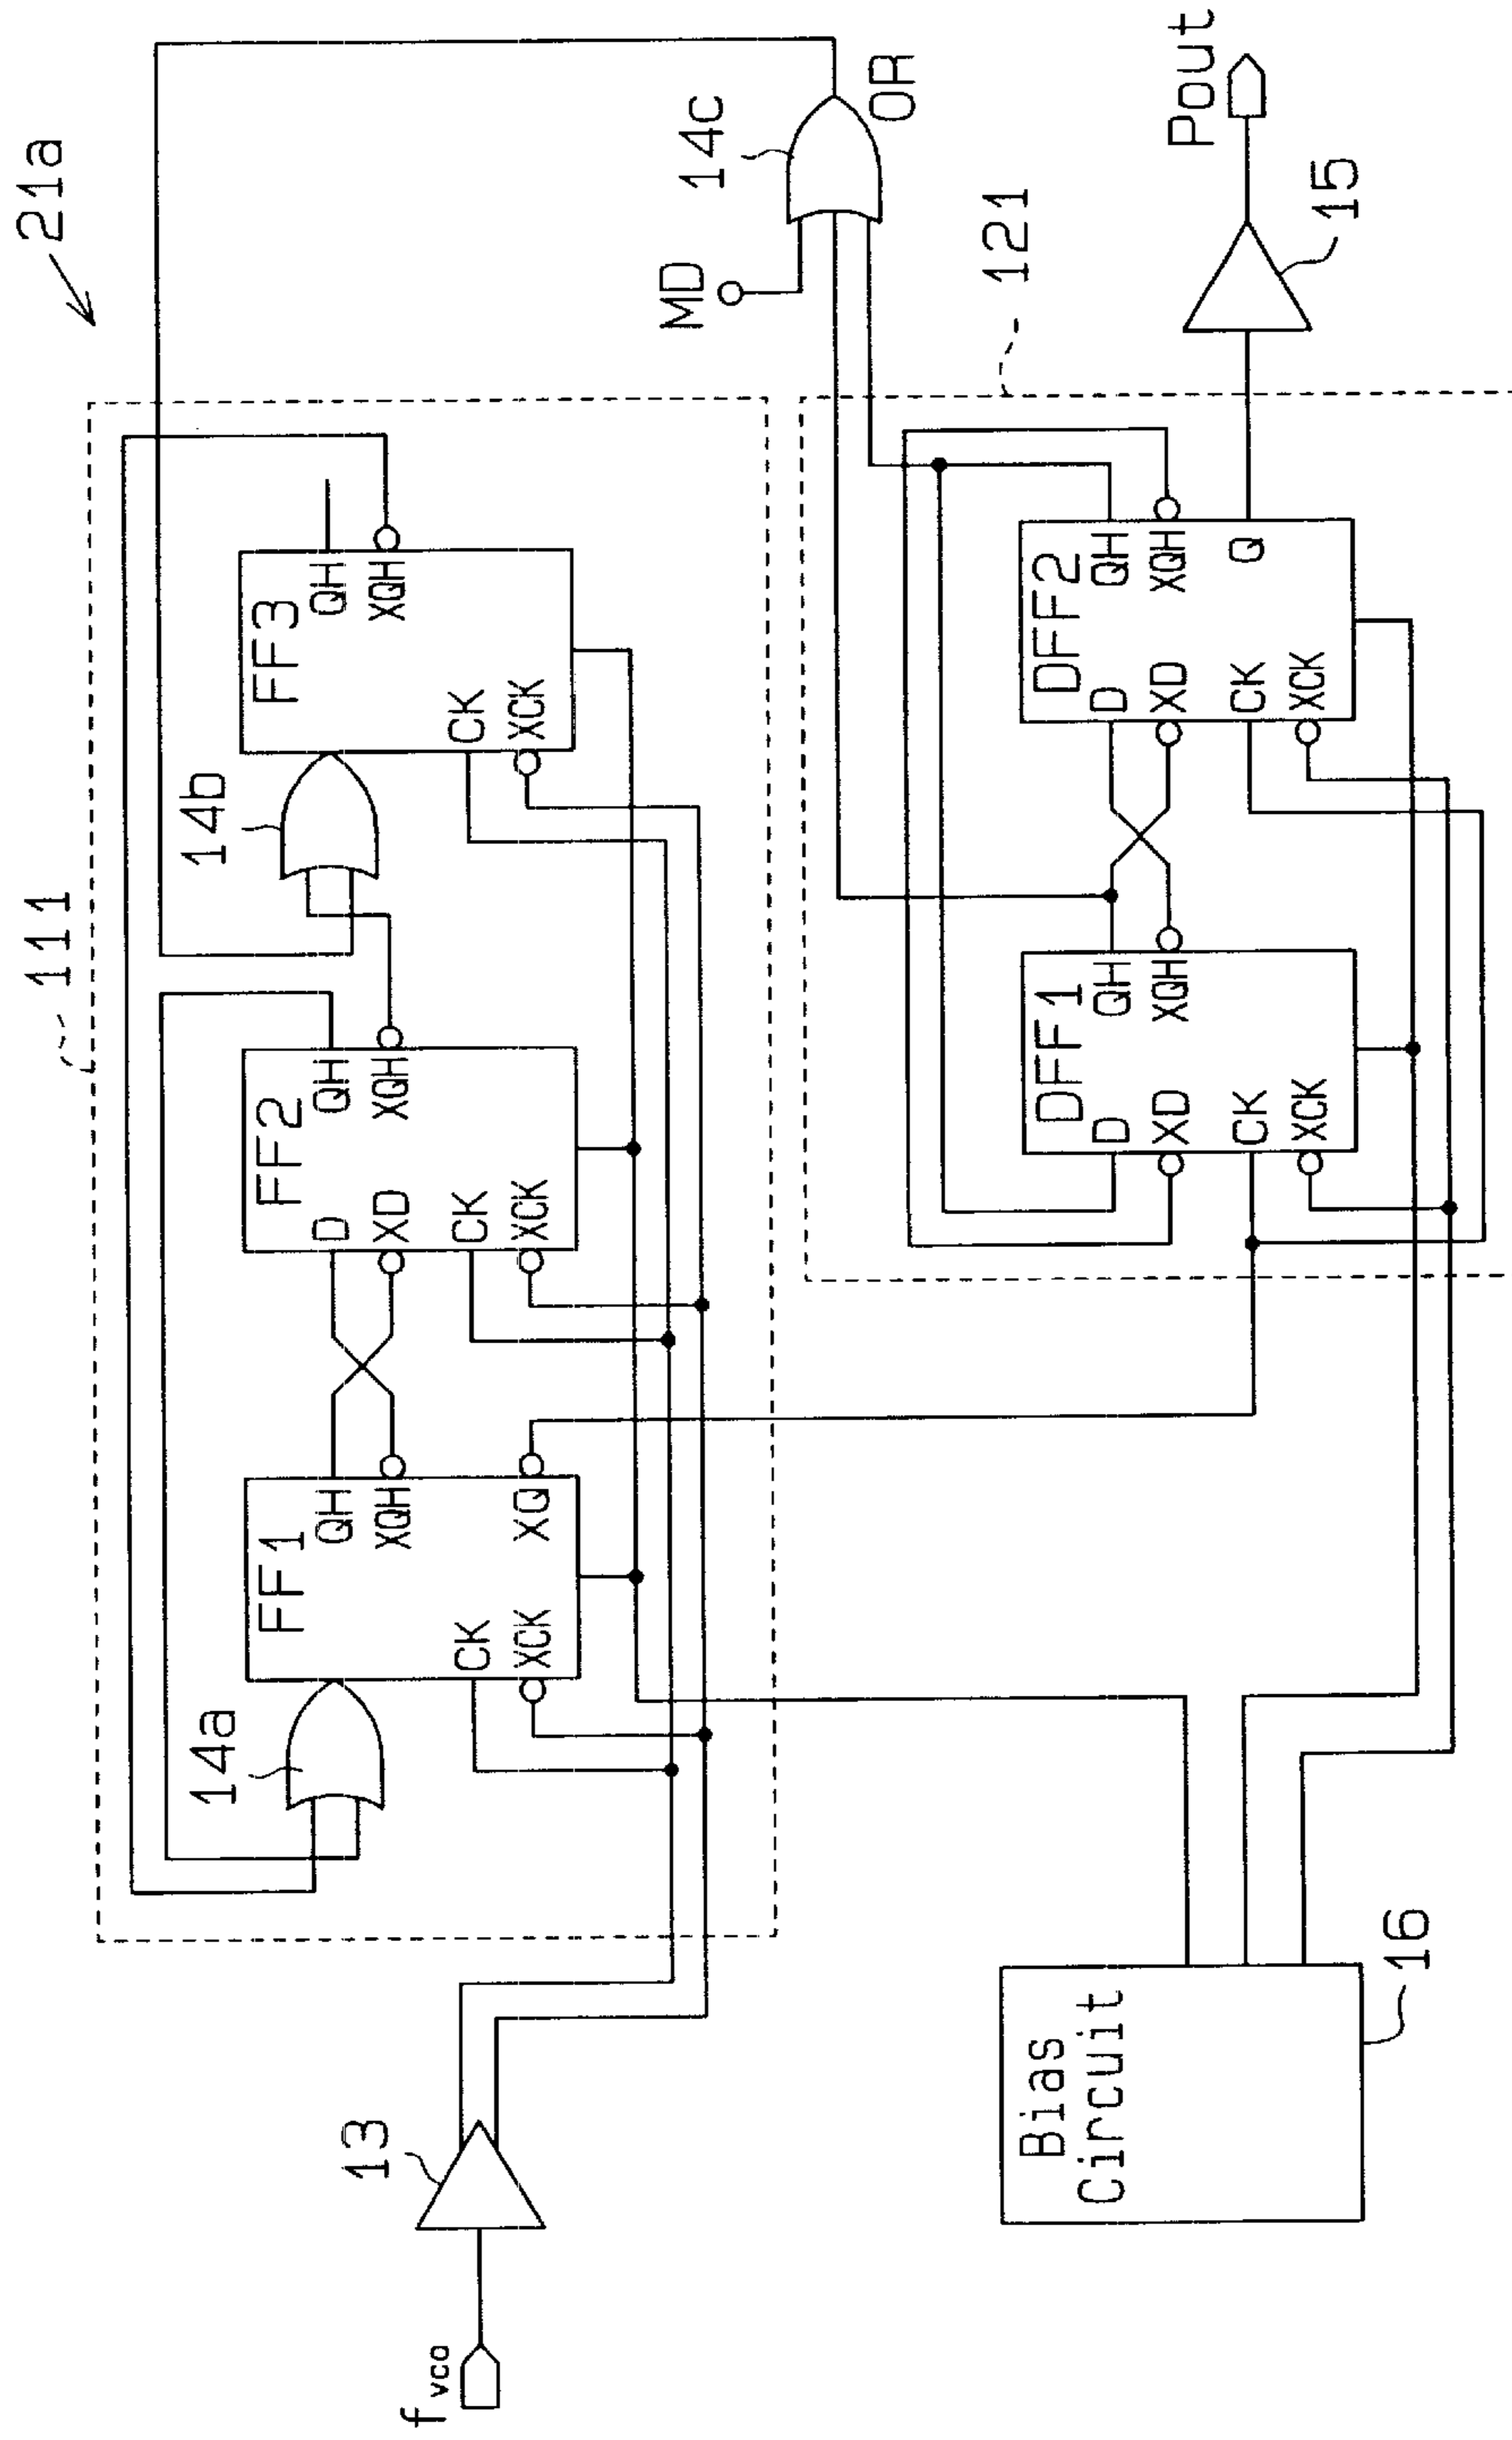 21a
111
14a
FF1
QH
XQH
CK
XCK
XQ
FF2
D
XD
QH
XQH
CK
XCK
14b
FF3
QH
XQH
CK
XCK
13
fvco
MD
14c
OR
121
DFF1
D
XD
QH
XQH
CK
XCK
DFF2
D
XD
QH
XQH
CK
XCK
Q
15
Pout
Bias
Circuit
16